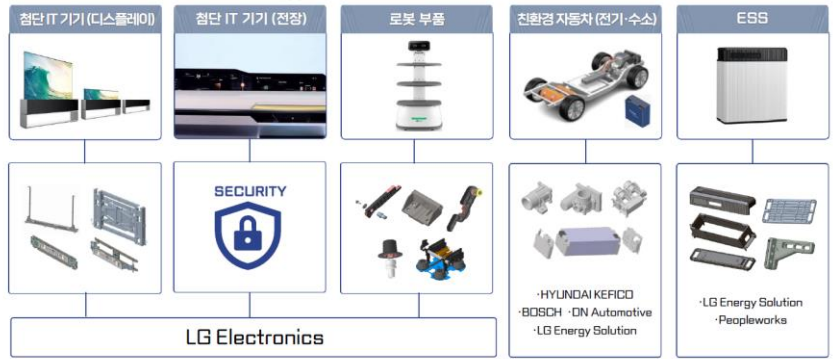 첨단 IT 기기 (디스플레이)
첨단 IT 기기 (전장)
로봇 부품
친환경 자동차 (전기·수소)
ESS
SECURITY
LG Electronics
·HYUNDAI KEFICO
·BOSCH ·DN Automotive
·LG Energy Solution
·LG Energy Solution
·Peopleworks